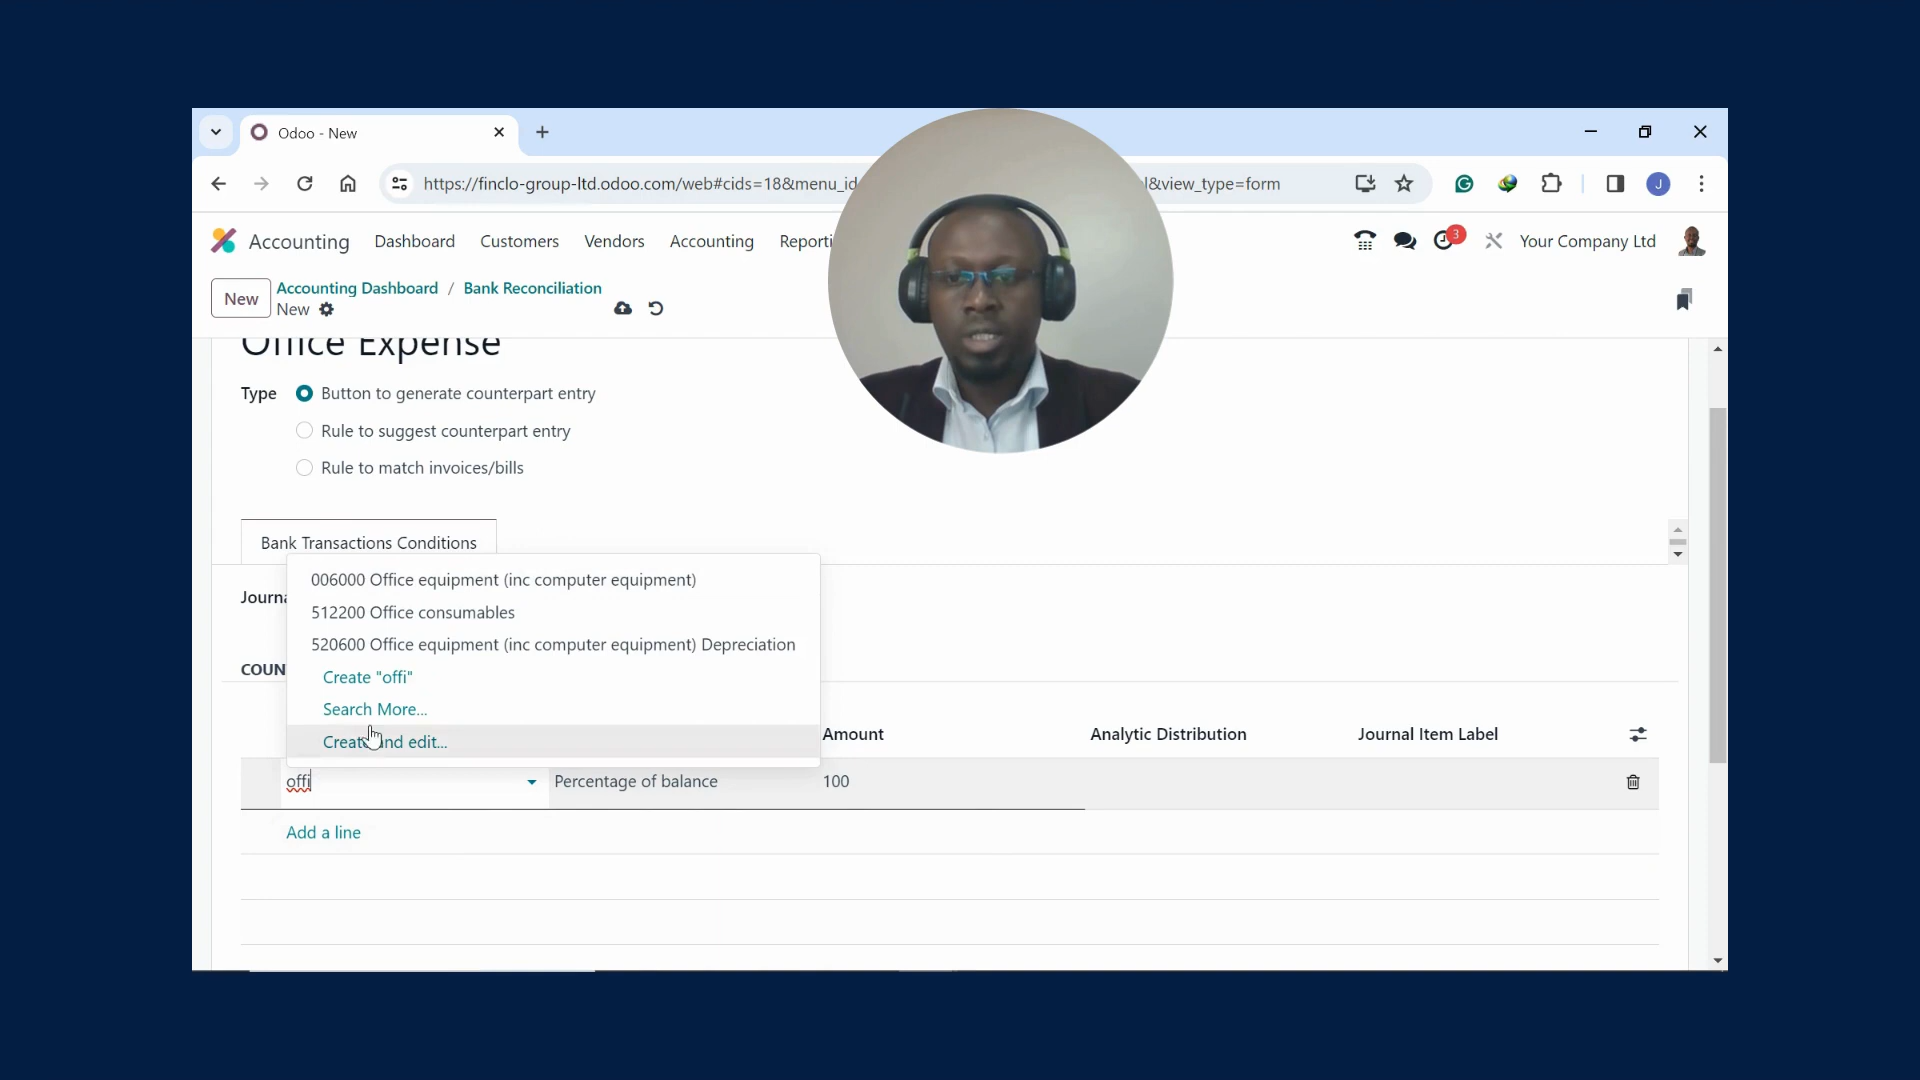 Odoo - New
https://finclo-group-ltd.odoo.com/web#cids=18&menu_id l&view_type=form
J
Accounting Dashboard Customers Vendors Accounting Reporti
3
Your Company Ltd
New
Accounting Dashboard / Bank Reconciliation
New
Office Expense
Type
Button to generate counterpart entry
Rule to suggest counterpart entry
Rule to match invoices/bills
Bank Transactions Conditions
006000 Office equipment (inc computer equipment)
Journa
512200 Office consumables
520600 Office equipment (inc computer equipment) Depreciation
COUN
Create "offi"
Search More...
Create and edit...
Amount Analytic Distribution Journal Item Label
offi Percentage of balance 100
Add a line